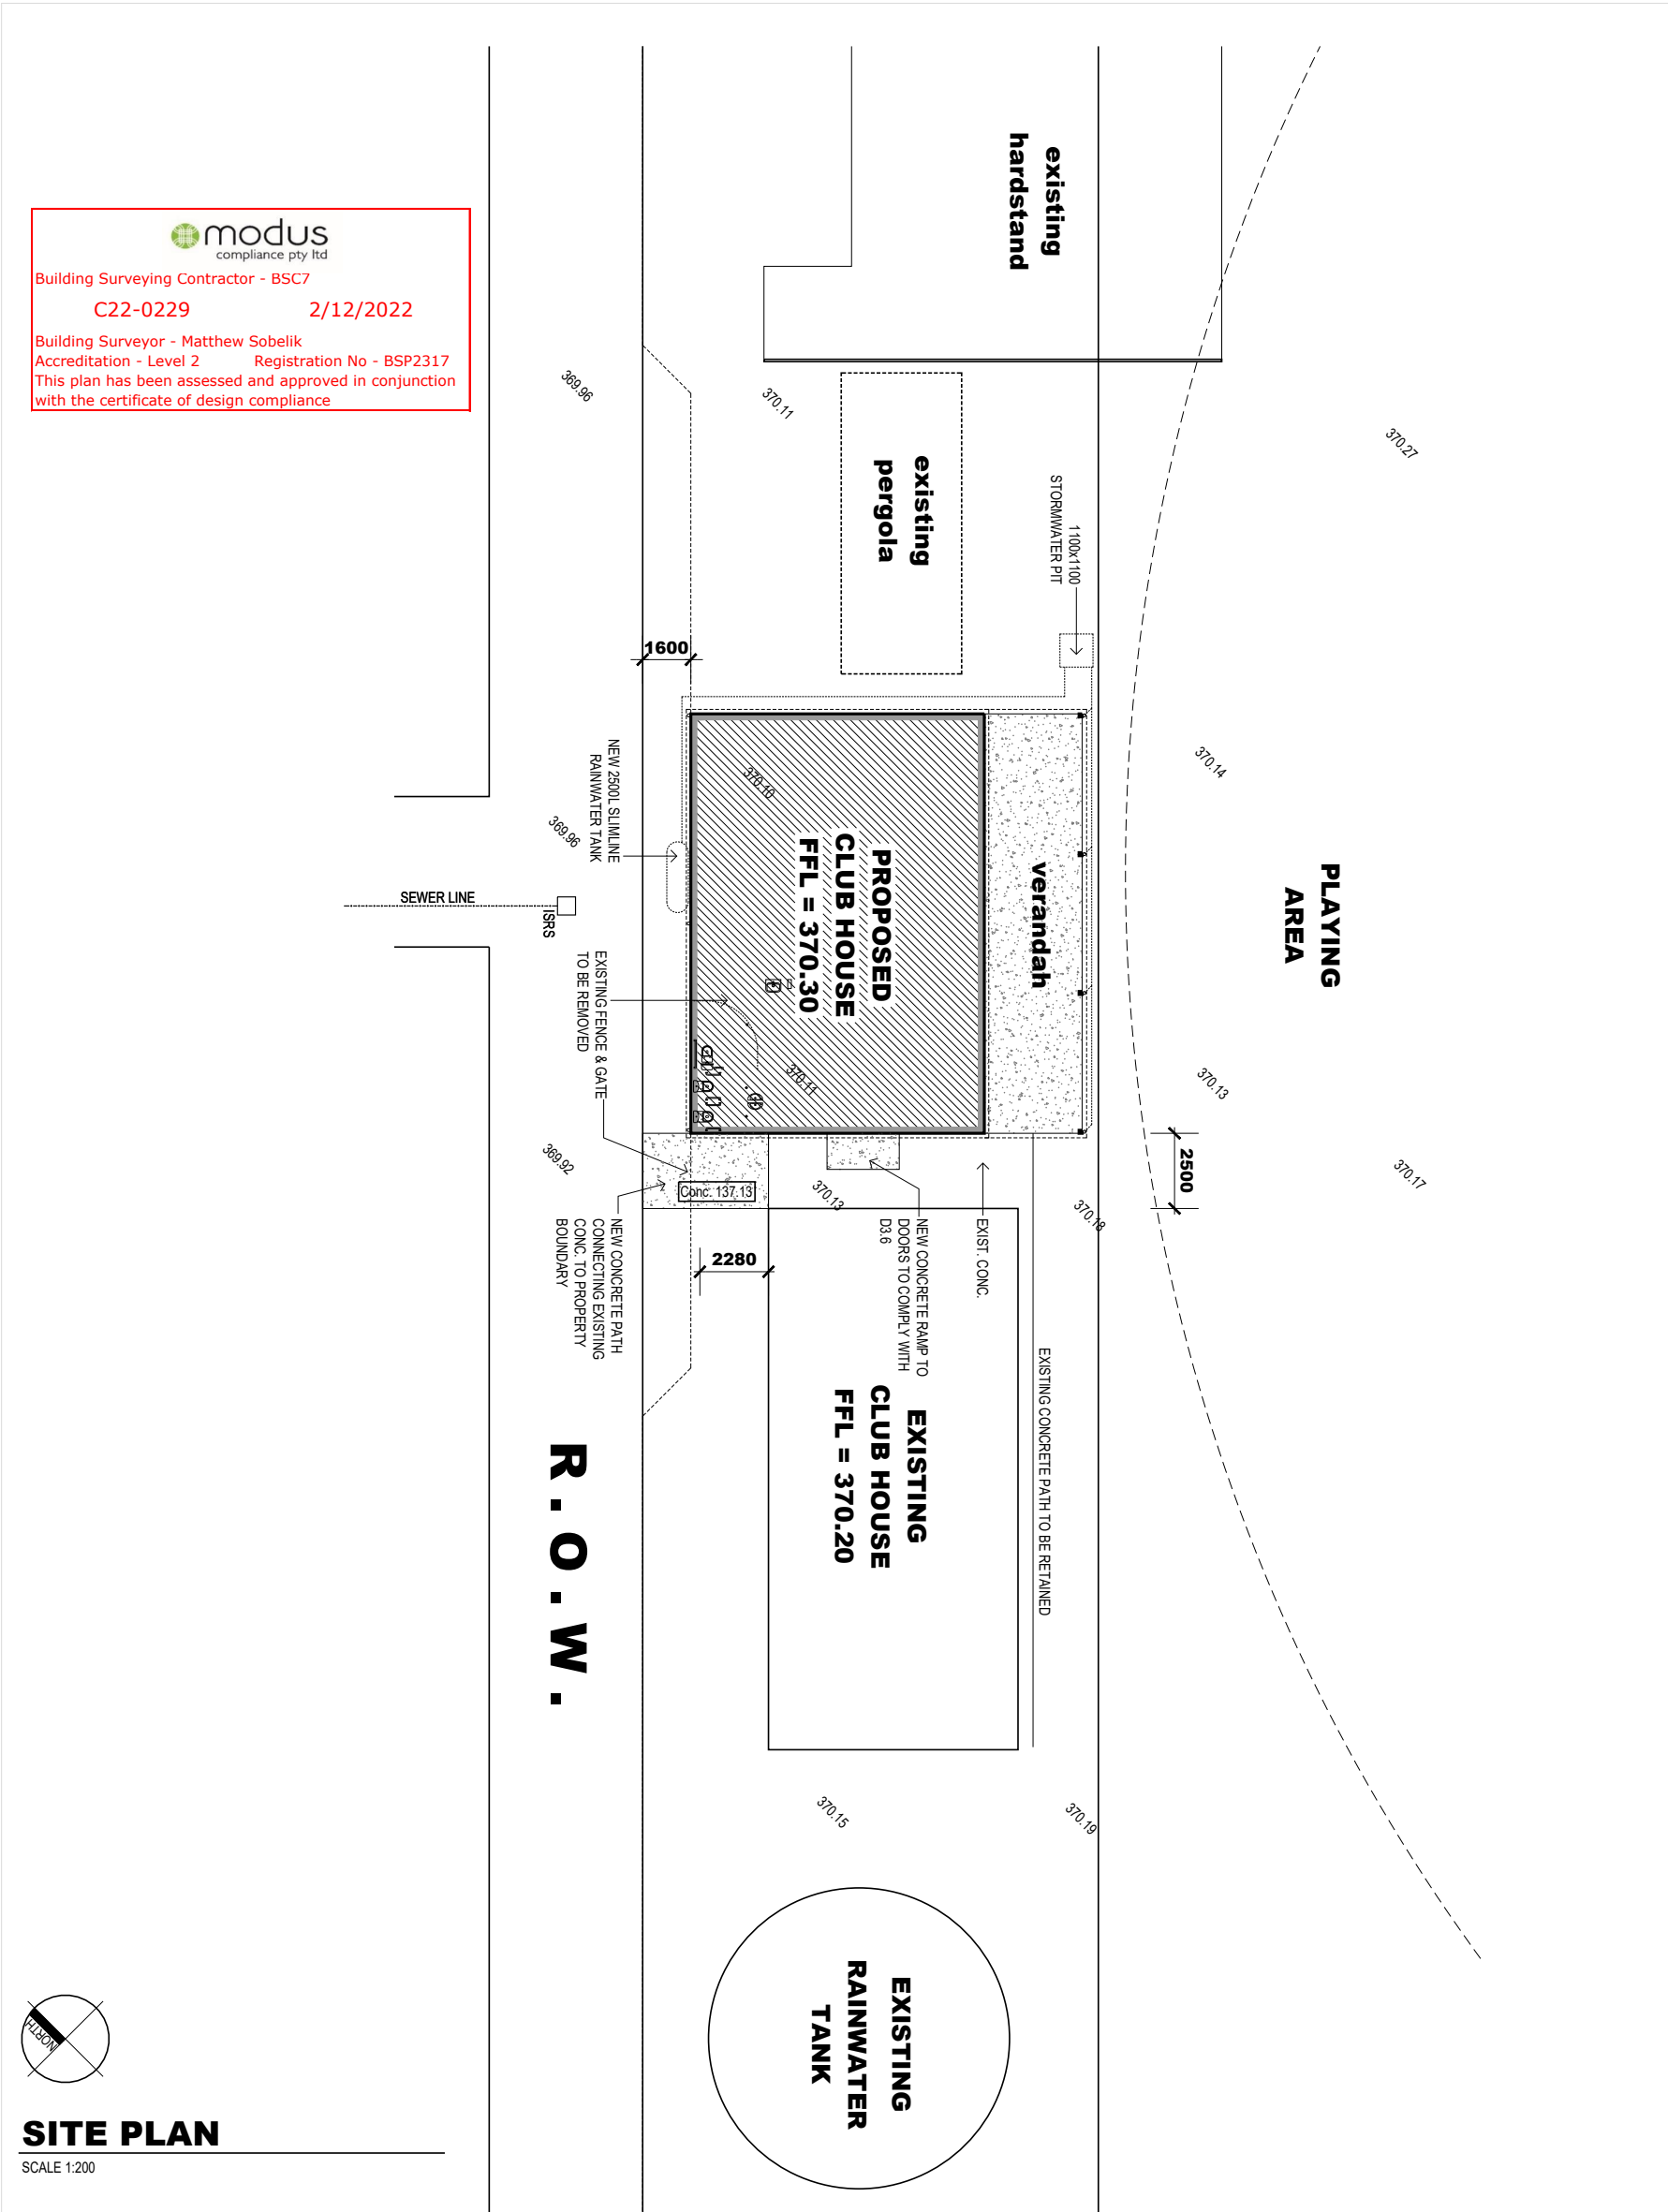 modus
compliance pty ltd
Building Surveying Contractor - BSC7
C22-0229 2/12/2022
Building Surveyor - Matthew Sobelik
Accreditation - Level 2 Registration No - BSP2317
This plan has been assessed and approved in conjunction
with the certificate of design compliance
existing
hardstand
369.96
370.11
370.27
existing
pergola
1100x1100
STORMWATER PIT
1600
370.14
NEW 2500L SLIMLINE
RAINWATER TANK
369.96
370.10
PROPOSED
CLUB HOUSE
FFL = 370.30
verandah
PLAYING
AREA
SEWER LINE
ISRS
EXISTING FENCE & GATE
TO BE REMOVED
370.11
370.13
2500
369.92
Conc. 137.13
370.13
370.18
370.17
NEW CONCRETE PATH
CONNECTING EXISTING
CONC. TO PROPERTY
BOUNDARY
2280
NEW CONCRETE RAMP TO
DOORS TO COMPLY WITH
D3.6
EXIST. CONC.
EXISTING CONCRETE PATH TO BE RETAINED
EXISTING
CLUB HOUSE
FFL = 370.20
R.O.W.
370.15
370.19
EXISTING
RAINWATER
TANK
NORTH
SITE PLAN
SCALE 1:200